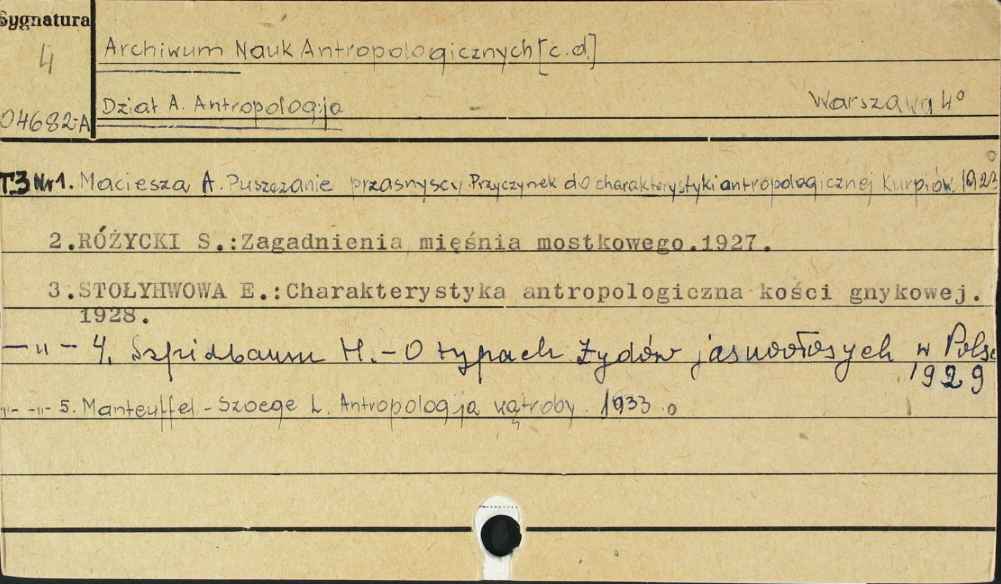 Sygnatura
4
Archiwum Nauk Antropologicznych [c.d.]
04682-A
Dział A. Antropologja
Warszawa 4°
T.3 Nr 1. Maciesza A. Puszczanie przasnyscy. Przyczynek do charakterystyki antropologicznej Kurpiów. 1923
2. RÓŻYCKI S.: Zagadnienia mięśnia mostkowego. 1927.
3. STOŁYHWOWA E.: Charakterystyka antropologiczna kości gnykowej.
1928.
— " — 4. Szpidbaum H. - O typach Żydów jasnowłosych w Polsc
1929
-"- -"- 5. Manteuffel - Szoege L. Antropologja wątroby. 1933.